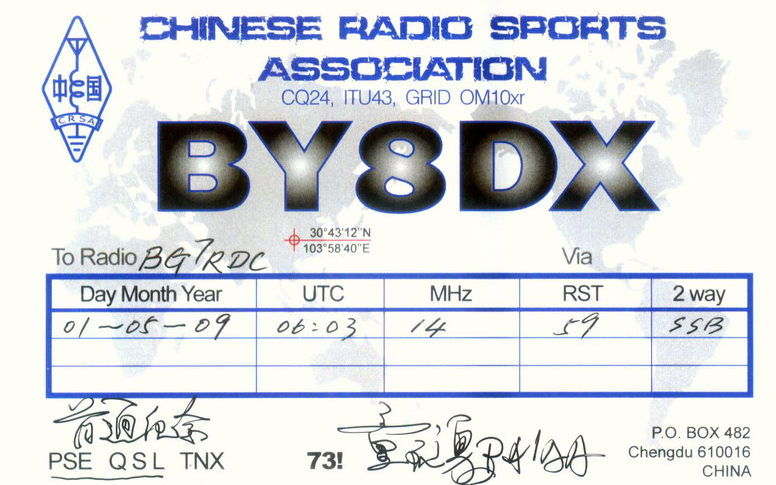 CHINESE RADIO SPORTS
ASSOCIATION
中国
CRSA
CQ24, ITU43, GRID OM10xr
BY8DX
30°43'12"N
103°58'40"E
To Radio BG7RDC Via
Day Month Year UTC MHz RST 2 way
01-05-09 06:03 14 59 SSB
PSE QSL TNX 73!
P.O. BOX 482
Chengdu 610016
CHINA